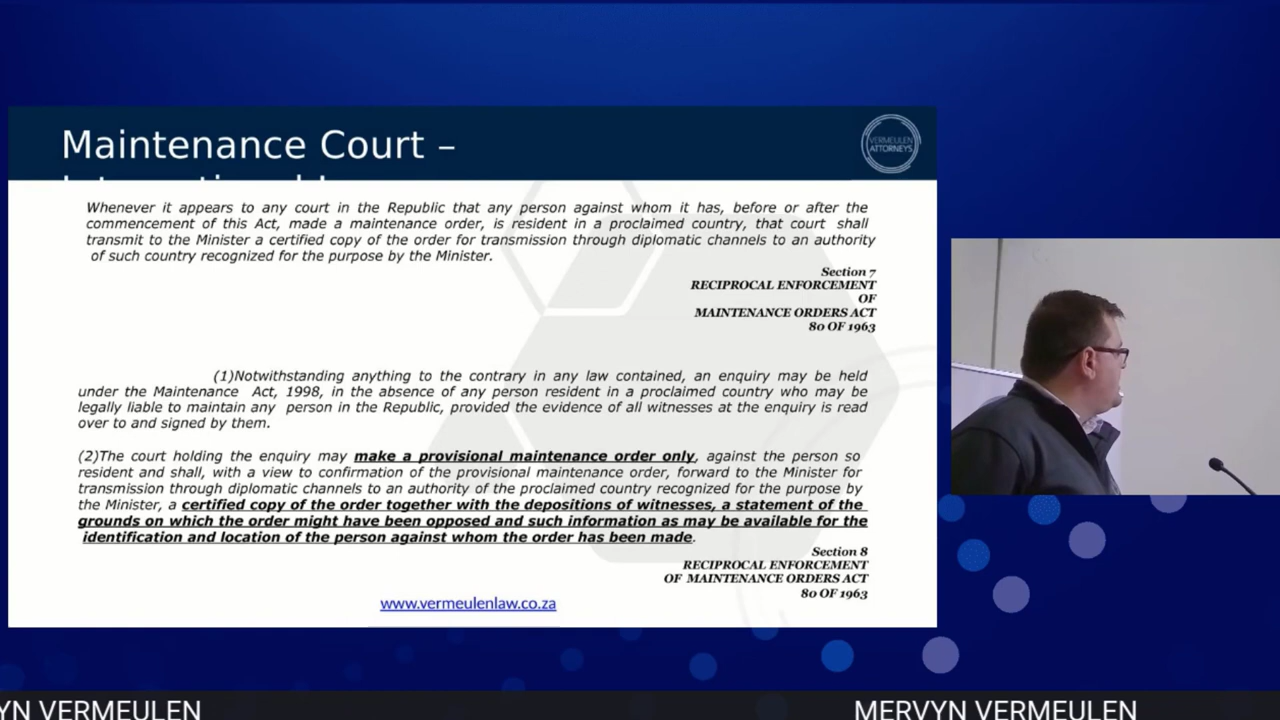 Maintenance Court –
VERMEULEN
ATTORNEYS
Whenever it appears to any court in the Republic that any person against whom it has, before or after the
commencement of this Act, made a maintenance order, is resident in a proclaimed country, that court shall
transmit to the Minister a certified copy of the order for transmission through diplomatic channels to an authority
of such country recognized for the purpose by the Minister.
Section 7
RECIPROCAL ENFORCEMENT
OF
MAINTENANCE ORDERS ACT
80 OF 1963
(1)Notwithstanding anything to the contrary in any law contained, an enquiry may be held
under the Maintenance Act, 1998, in the absence of any person resident in a proclaimed country who may be
legally liable to maintain any person in the Republic, provided the evidence of all witnesses at the enquiry is read
over to and signed by them.
(2)The court holding the enquiry may make a provisional maintenance order only, against the person so
resident and shall, with a view to confirmation of the provisional maintenance order, forward to the Minister for
transmission through diplomatic channels to an authority of the proclaimed country recognized for the purpose by
the Minister, a certified copy of the order together with the depositions of witnesses, a statement of the
grounds on which the order might have been opposed and such information as may be available for the
identification and location of the person against whom the order has been made.
Section 8
RECIPROCAL ENFORCEMENT
OF MAINTENANCE ORDERS ACT
80 OF 1963
www.vermeulenlaw.co.za
YN VERMEULEN
MERVYN VERMEULEN